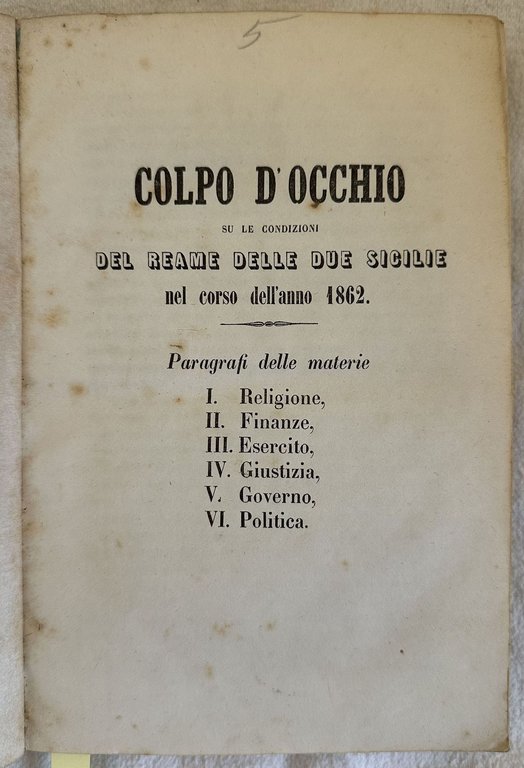 5
COLPO D'OCCHIO
SU LE CONDIZIONI
DEL REAME DELLE DUE SICILIE
nel corso dell'anno 1862.
Paragrafi delle materie
I. Religione,
II. Finanze,
III. Esercito,
IV. Giustizia,
V. Governo,
VI. Politica.